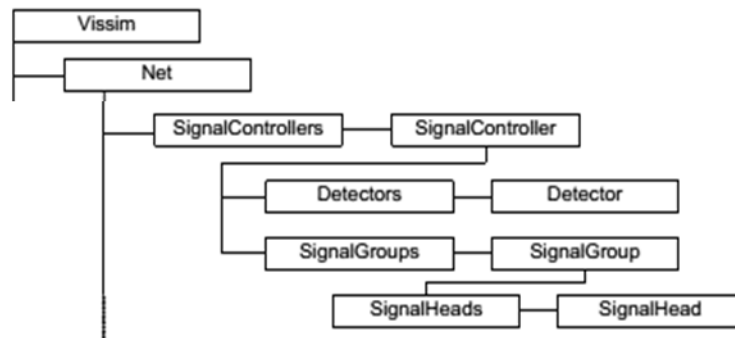 Vissim
Net
SignalControllers SignalController
Detectors Detector
SignalGroups SignalGroup
SignalHeads SignalHead